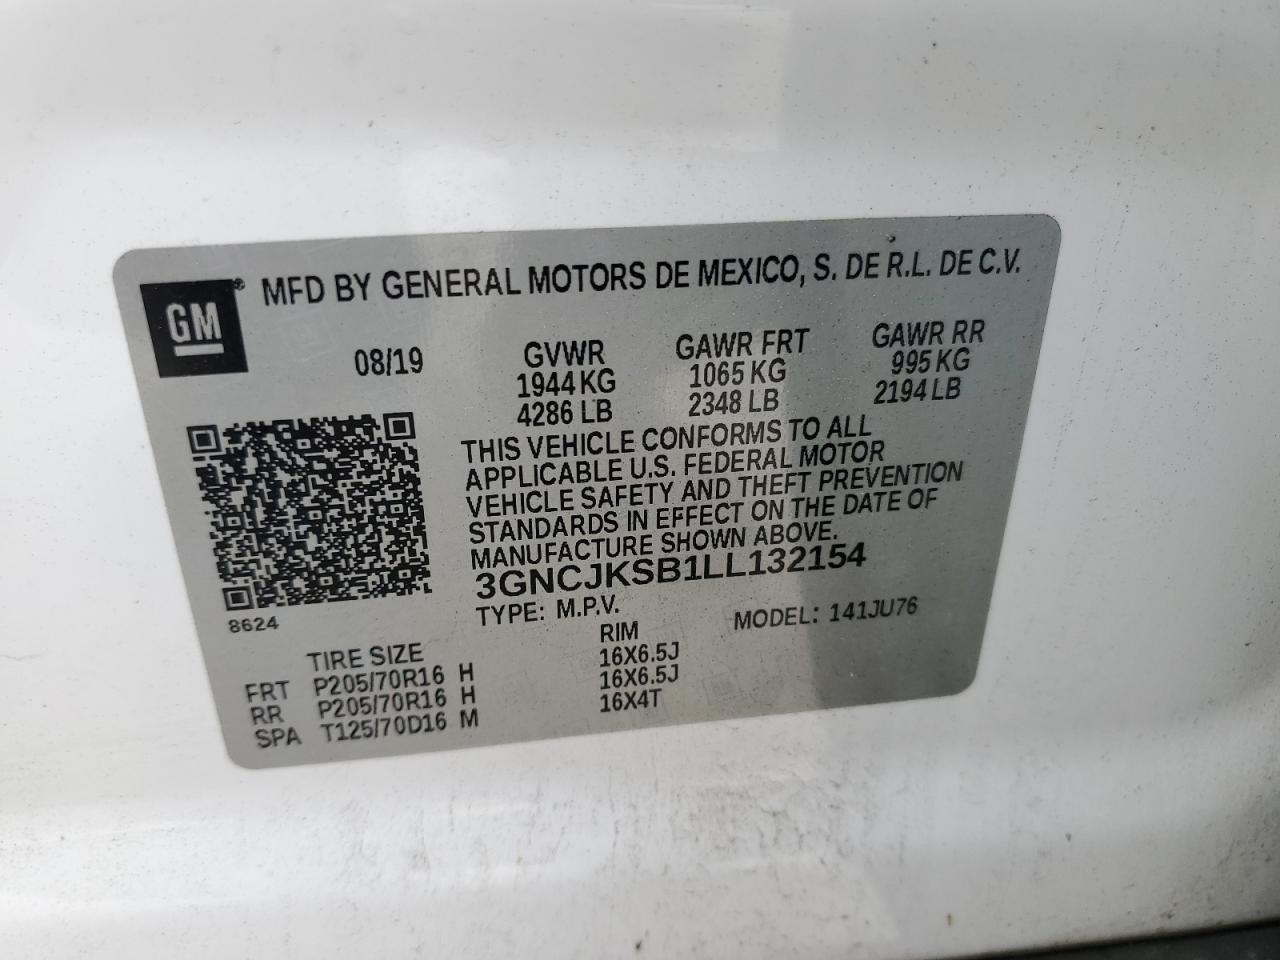 GM® MFD BY GENERAL MOTORS DE MEXICO, S. DE R.L. DE C.V.
08/19 GVWR GAWR FRT GAWR RR
1944 KG 1065 KG 995 KG
4286 LB 2348 LB 2194 LB
THIS VEHICLE CONFORMS TO ALL
APPLICABLE U.S. FEDERAL MOTOR
VEHICLE SAFETY AND THEFT PREVENTION
STANDARDS IN EFFECT ON THE DATE OF
MANUFACTURE SHOWN ABOVE.
3GNCJKSB1LL132154
8624 TYPE: M.P.V. MODEL: 141JU76
TIRE SIZE RIM
FRT P205/70R16 H 16X6.5J
RR P205/70R16 H 16X6.5J
SPA T125/70D16 M 16X4T